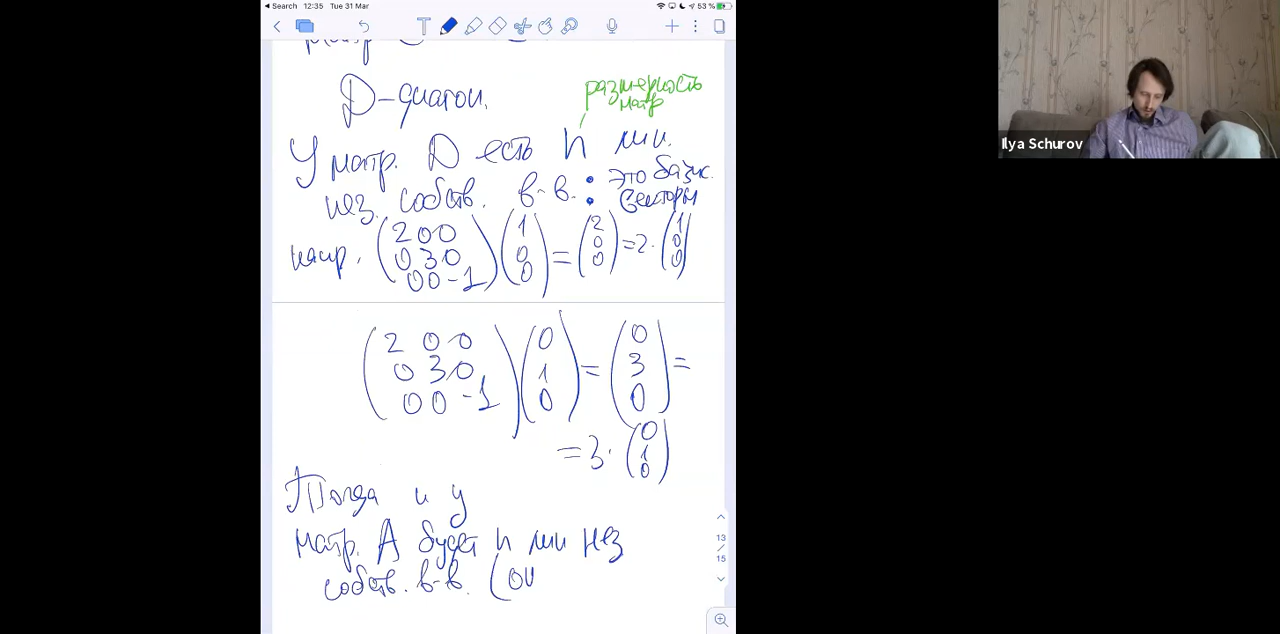 Search 12:35 Tue 31 Mar 53 %
D-диагон.
размерность
матр
У матр. D есть n лин.
нез. собств. в-в. : это базис.
векторы
напр. (2 0 0) (1) = (2) = 2 · (1)
(0 3 0) (0) (0) (0)
(0 0 -1) (0) (0) (0)
(2 0 0) (0) = (0) =
(0 3 0) (1) (3)
(0 0 -1) (0) (0)
= 3 · (0)
(1)
(0)
Тогда и у
матр. A будет n лин нез
собств. в-в. (он
13
/
15
Ilya Schurov